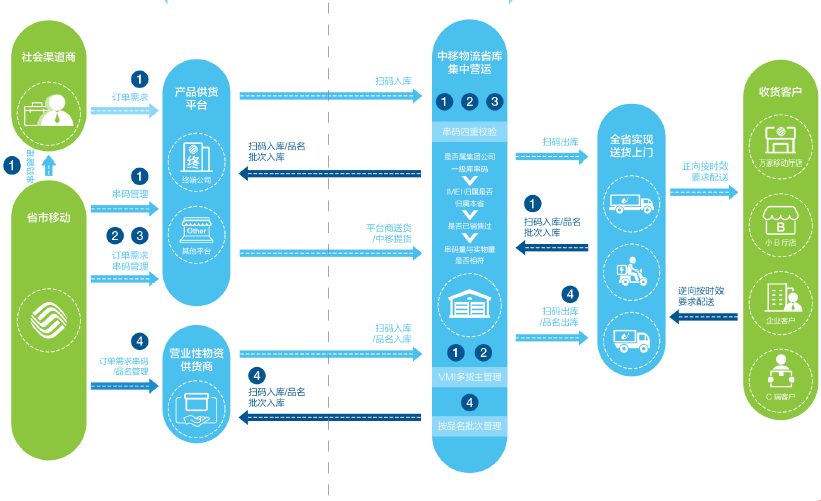 社会渠道商
1
订单需求
1
省市移动
1
串码管理
2 3
订单需求
串码管理
4
订单需求串码
/品名管理
产品供货
平台
终
终端公司
Other
其他平台
营业性物资
供货商
扫码入库
扫码入库/品名
批次入库
平台商送货
/中移提货
扫码入库
/品名入库
4
扫码入库/品名
批次入库
中移物流省库
集中营运
1 2 3
串码四重校验
是否属集团公司
一级库串码
IMEI 归属是否
归属本省
是否已销售过
串码量与实物量
是否相符
1 2
VMI多货主管理
4
按品名批次管理
扫码出库
1
扫码入库/品名
批次入库
4
扫码出库
/品名出库
全省实现
送货上门
正向按时效
要求配送
逆向按时效
要求配送
收货客户
万家移动厅店
B
小 B 厅店
企业客户
C 端客户